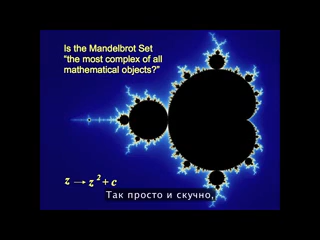 Is the Mandelbrot Set
"the most complex of all
mathematical objects?"
z → z² + c
Так просто и скучно,